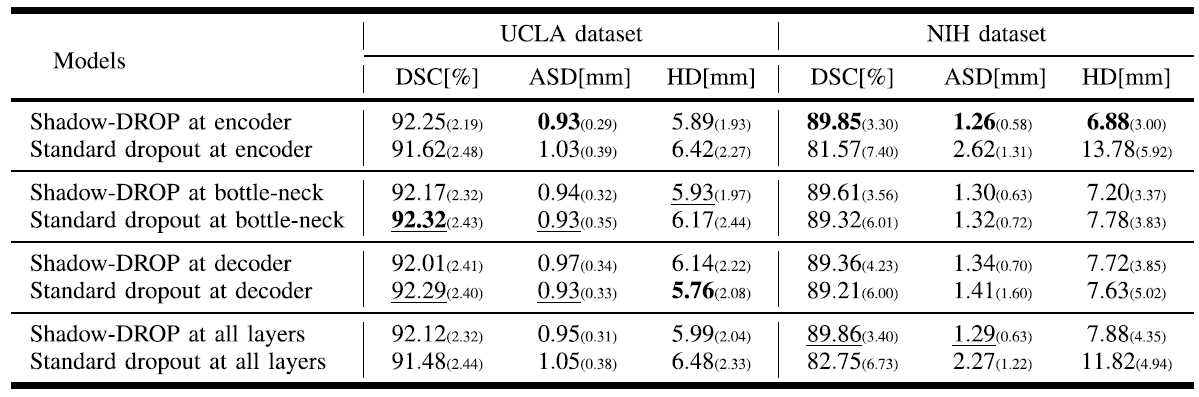 Models UCLA dataset NIH dataset
DSC[%] ASD[mm] HD[mm] DSC[%] ASD[mm] HD[mm]
Shadow-DROP at encoder 92.25(2.19) 0.93(0.29) 5.89(1.93) 89.85(3.30) 1.26(0.58) 6.88(3.00)
Standard dropout at encoder 91.62(2.48) 1.03(0.39) 6.42(2.27) 81.57(7.40) 2.62(1.31) 13.78(5.92)
Shadow-DROP at bottle-neck 92.17(2.32) 0.94(0.32) 5.93(1.97) 89.61(3.56) 1.30(0.63) 7.20(3.37)
Standard dropout at bottle-neck 92.32(2.43) 0.93(0.35) 6.17(2.44) 89.32(6.01) 1.32(0.72) 7.78(3.83)
Shadow-DROP at decoder 92.01(2.41) 0.97(0.34) 6.14(2.22) 89.36(4.23) 1.34(0.70) 7.72(3.85)
Standard dropout at decoder 92.29(2.40) 0.93(0.33) 5.76(2.08) 89.21(6.00) 1.41(1.60) 7.63(5.02)
Shadow-DROP at all layers 92.12(2.32) 0.95(0.31) 5.99(2.04) 89.86(3.40) 1.29(0.63) 7.88(4.35)
Standard dropout at all layers 91.48(2.44) 1.05(0.38) 6.48(2.33) 82.75(6.73) 2.27(1.22) 11.82(4.94)